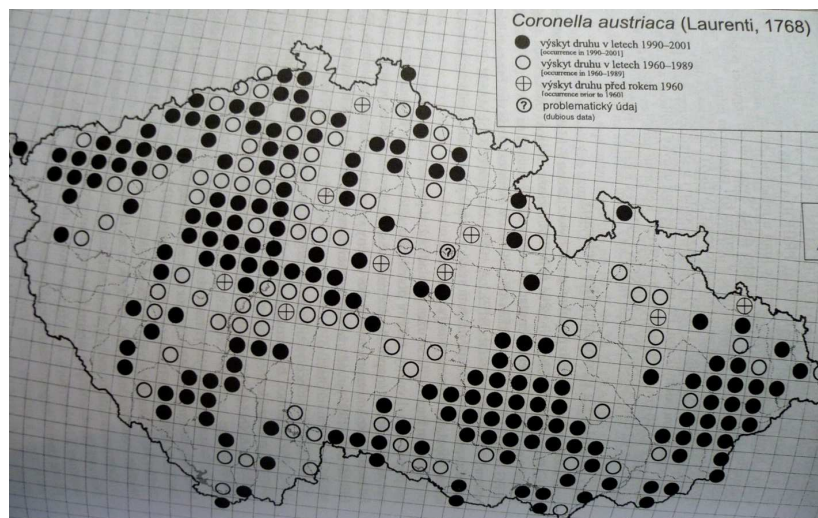 Coronella austriaca (Laurenti, 1768)
výskyt druhu v letech 1990–2001
[occurrence in 1990–2001]
výskyt druhu v letech 1960–1989
[occurrence in 1960–1989]
výskyt druhu před rokem 1960
[occurrence prior to 1960]
? problematický údaj
(dubious data)
?